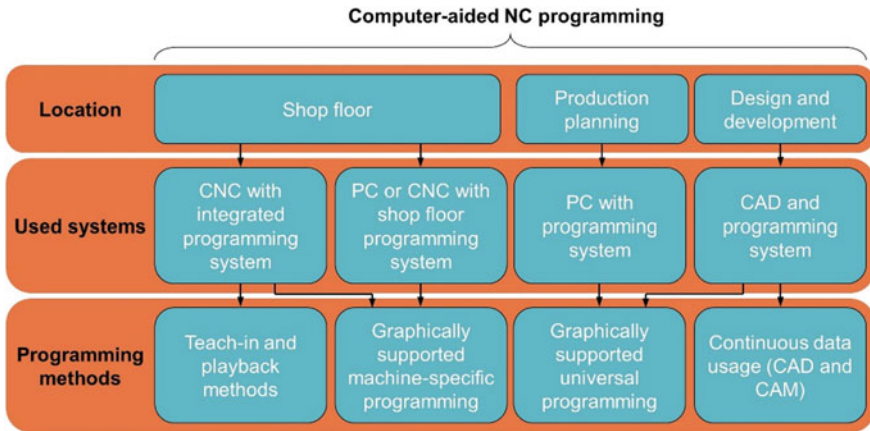 Computer-aided NC programming
Location
Shop floor
Production
planning
Design and
development
Used systems
CNC with
integrated
programming
system
PC or CNC with
shop floor
programming
system
PC with
programming
system
CAD and
programming
system
Programming
methods
Teach-in and
playback
methods
Graphically
supported
machine-specific
programming
Graphically
supported
universal
programming
Continuous data
usage (CAD and
CAM)